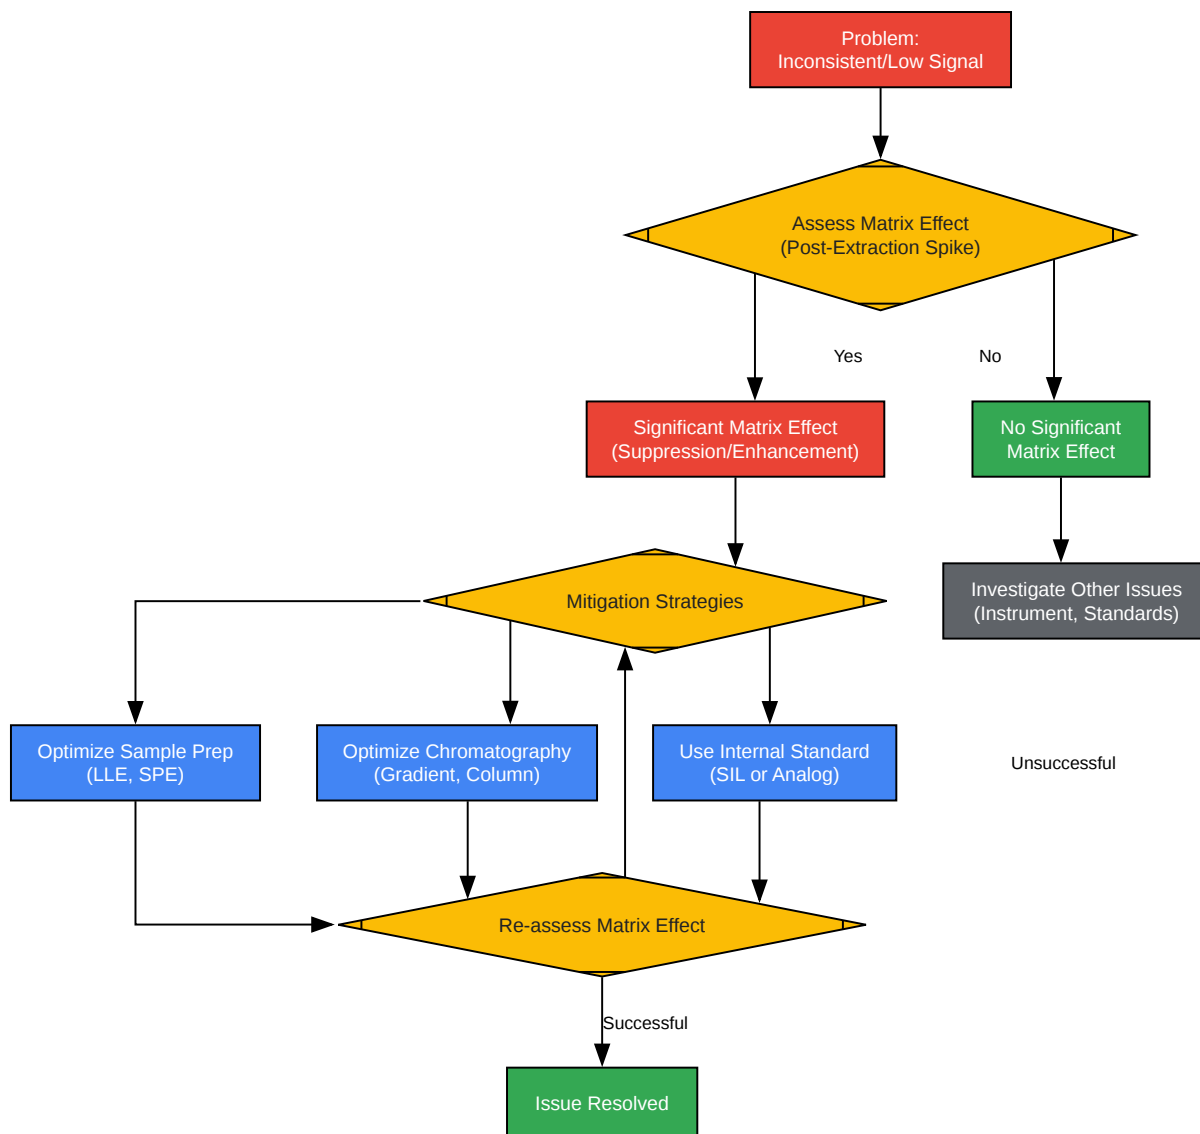 Problem:
Inconsistent/Low Signal
Assess Matrix Effect
(Post-Extraction Spike)
Yes
No
Significant Matrix Effect
(Suppression/Enhancement)
No Significant
Matrix Effect
Mitigation Strategies
Investigate Other Issues
(Instrument, Standards)
Optimize Sample Prep
(LLE, SPE)
Optimize Chromatography
(Gradient, Column)
Use Internal Standard
(SIL or Analog)
Unsuccessful
Re-assess Matrix Effect
Successful
Issue Resolved